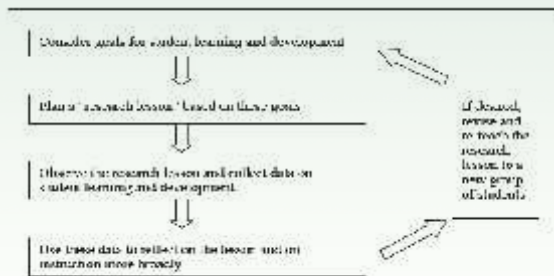 Consider goals for student learning and development
Plan a "research lesson" based on these goals
Observe the research lesson and collect data on
student learning and development
Use these data to reflect on the lesson and on
instruction more broadly
If desired,
revise and
re-teach the
research
lesson to a
new group
of students